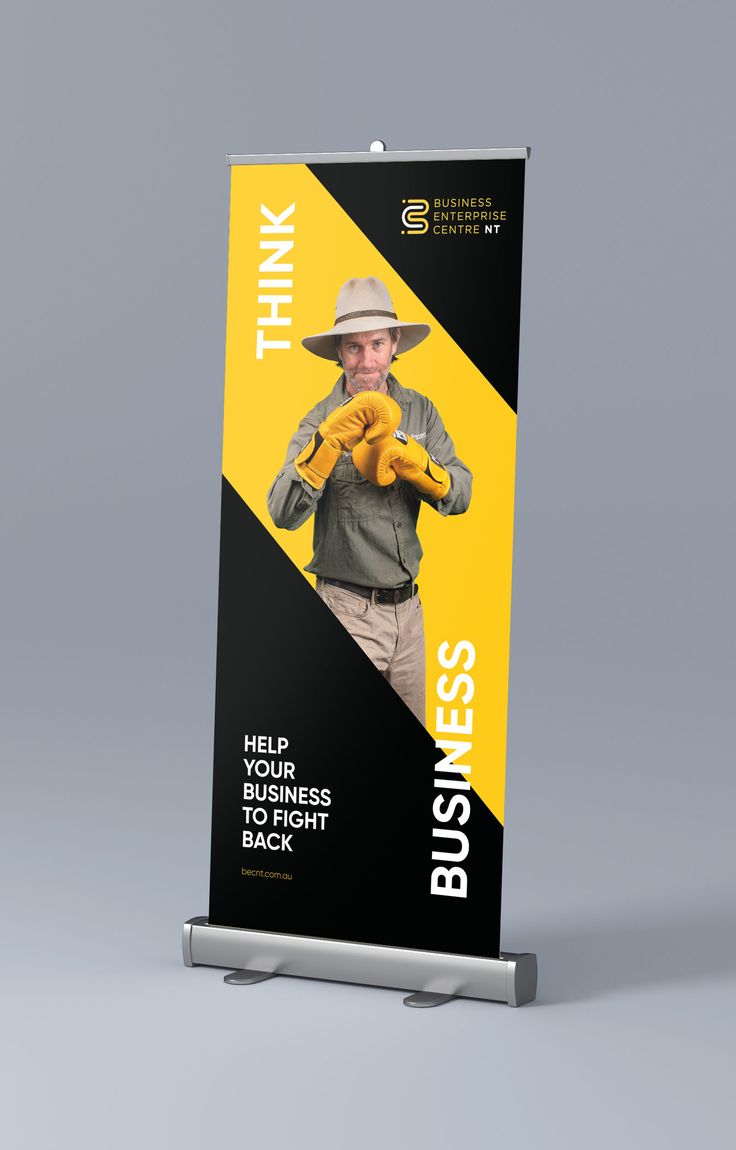 THINK
BUSINESS
ENTERPRISE
CENTRE NT
BUSINESS
HELP
YOUR
BUSINESS
TO FIGHT
BACK
becnt.com.au